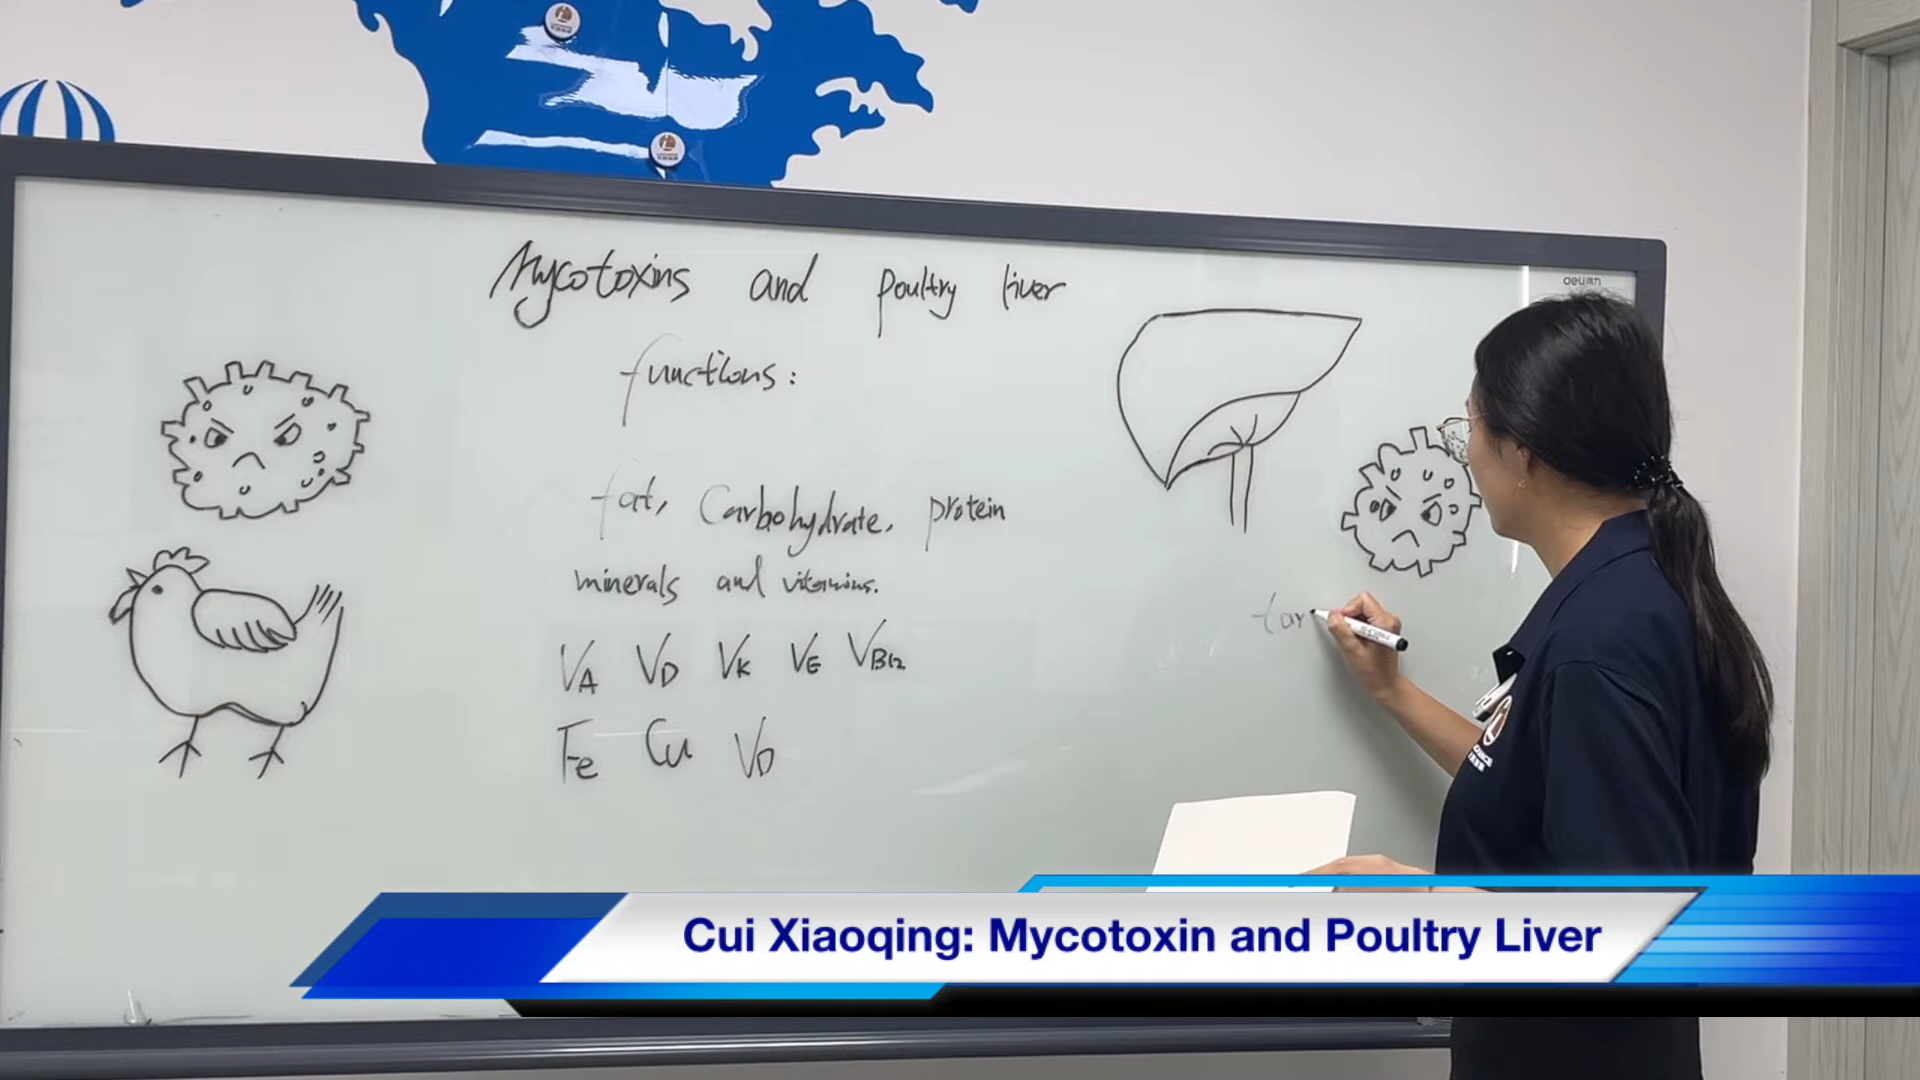 deli
Mycotoxins and poultry liver
functions:
fat, Carbohydrate, protein
minerals and vitamins.
VA VD VK VE VB12
Fe Cu VD
tar
Cui Xiaoqing: Mycotoxin and Poultry Liver